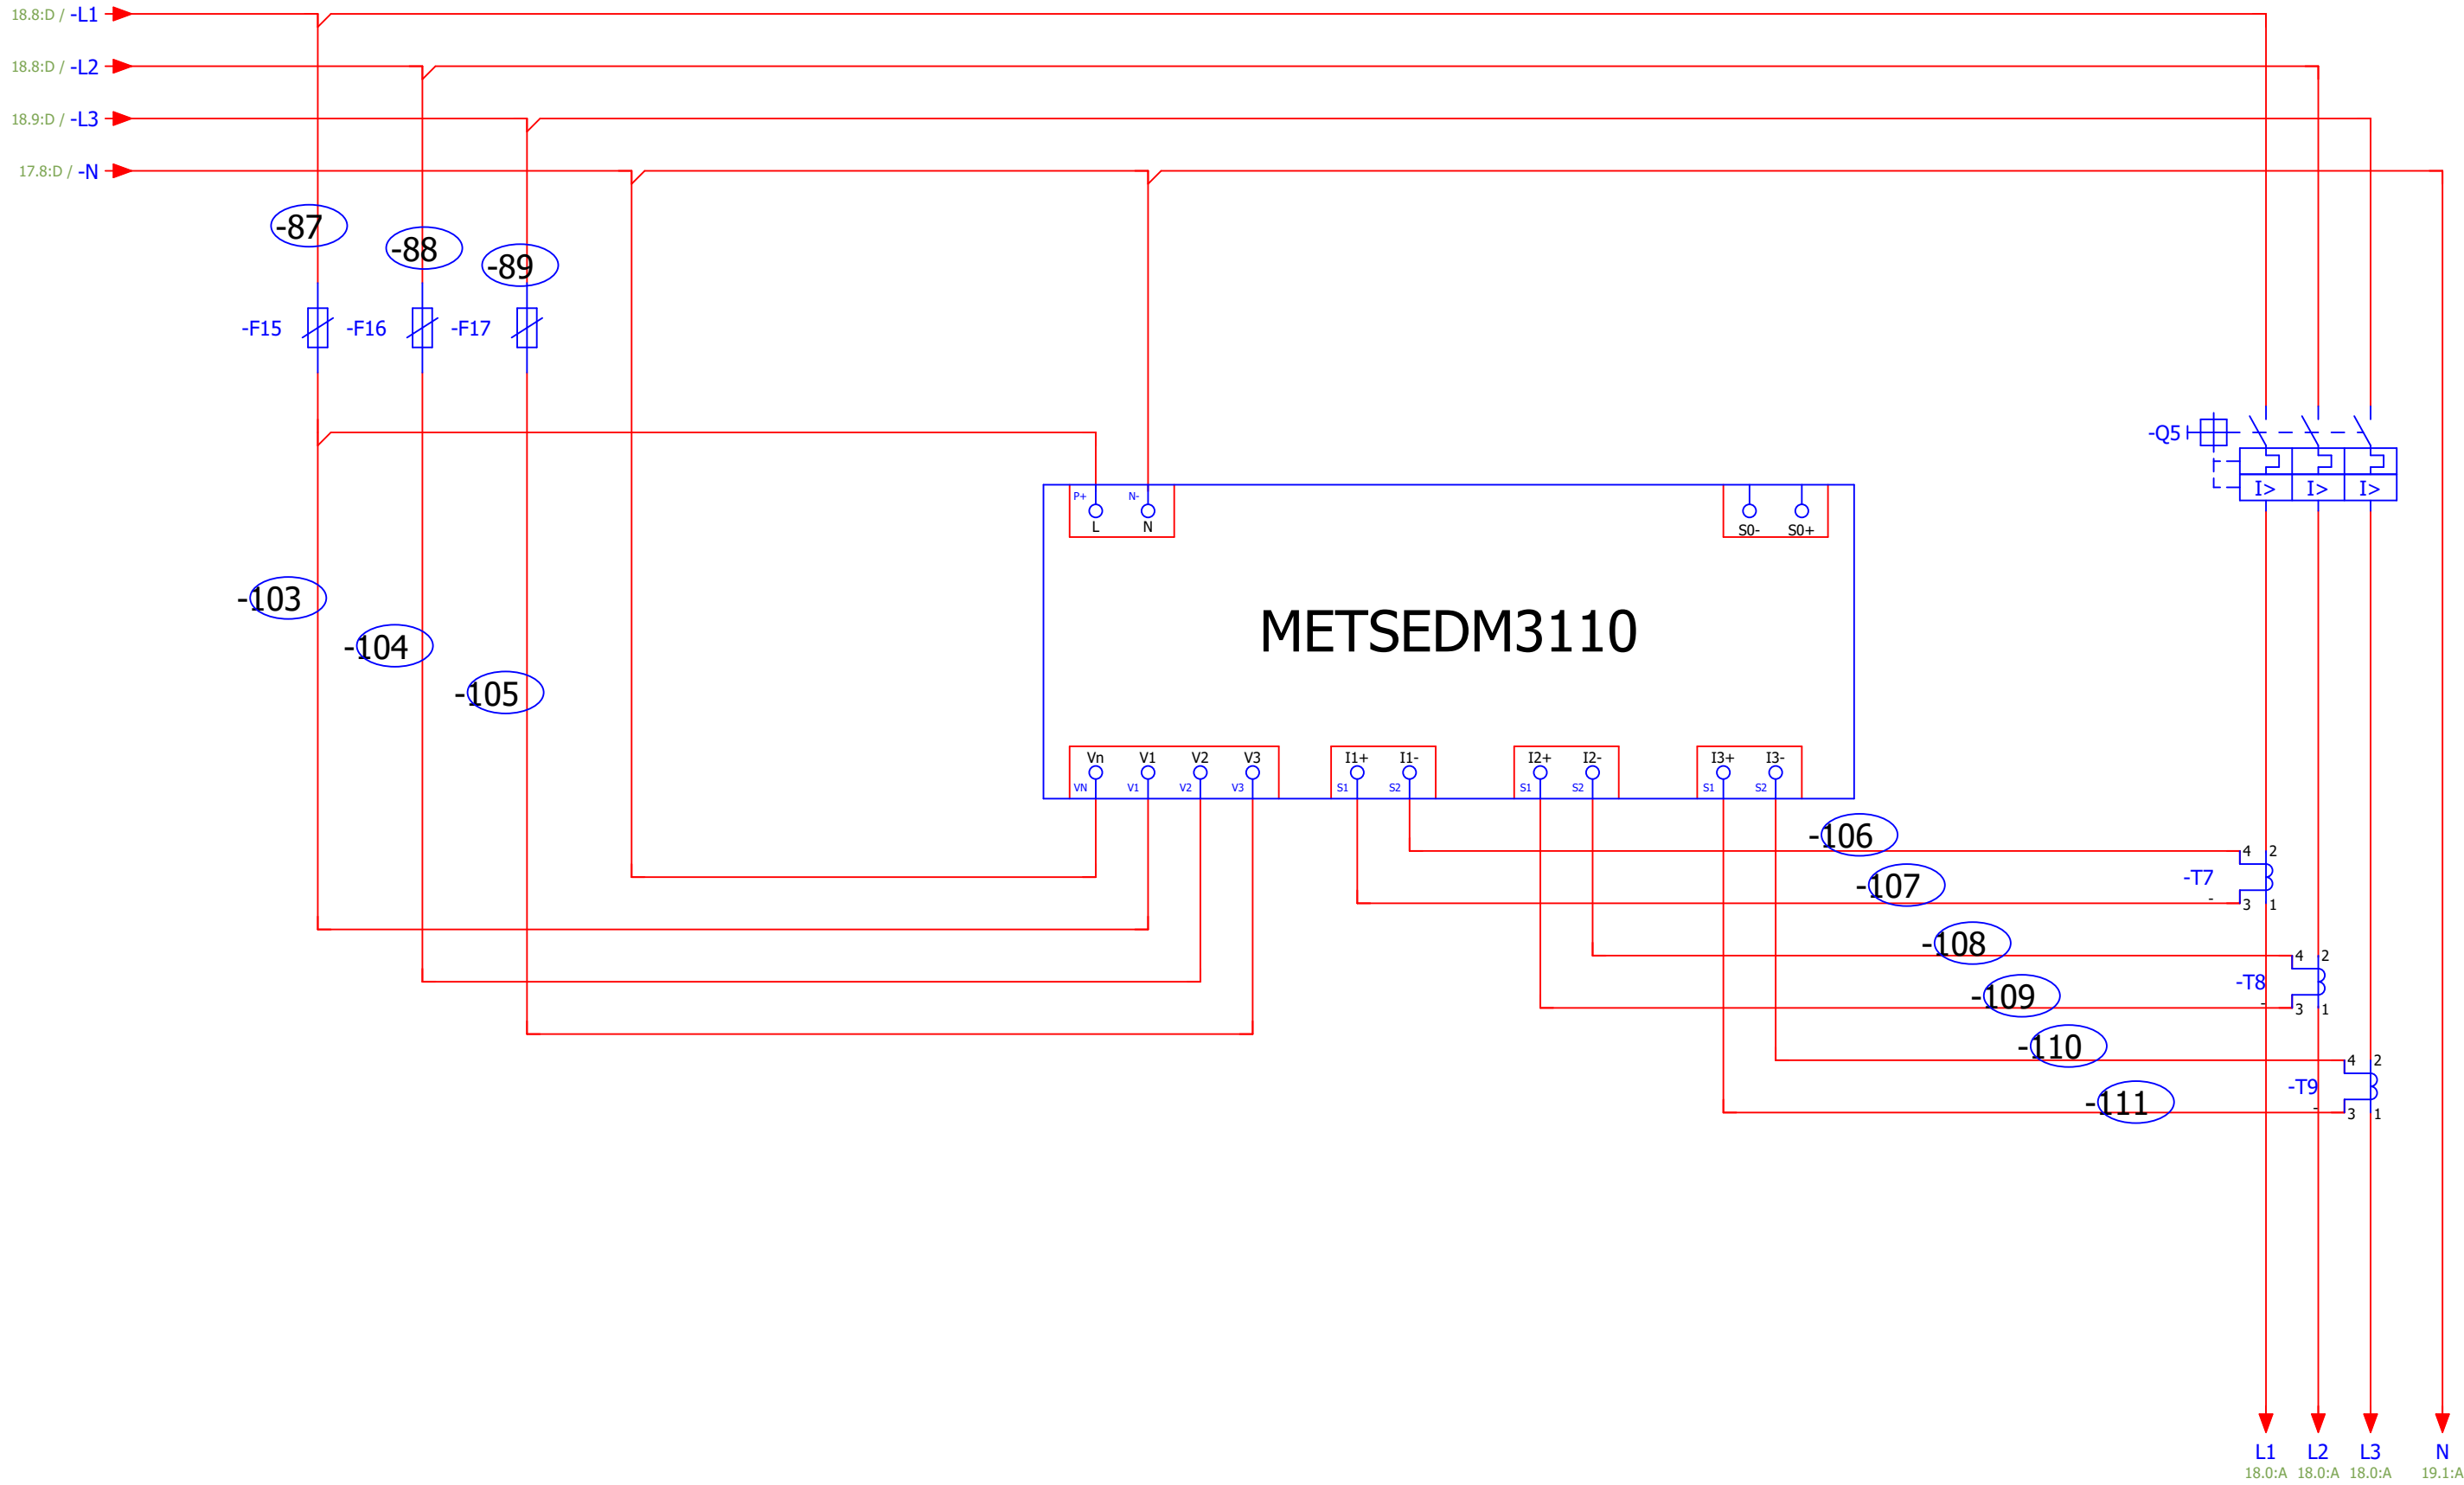 18.8:D / -L1
18.8:D / -L2
18.9:D / -L3
17.8:D / -N
-87
-88
-89
-F15 -F16 -F17
-Q5
I> I> I>
P+ N-
L N
S0- S0+
-103
-104
-105
METSEDM3110
Vn V1 V2 V3 I1+ I1- I2+ I2- I3+ I3-
VN V1 V2 V3 S1 S2 S1 S2 S1 S2
-106
4 2
-T7
-107
-
3 1
-108
4 2
-T8
-109
-
3 1
-110
4 2
-T9
-111
-
3 1
L1 L2 L3 N
18.0:A 18.0:A 18.0:A 19.1:A